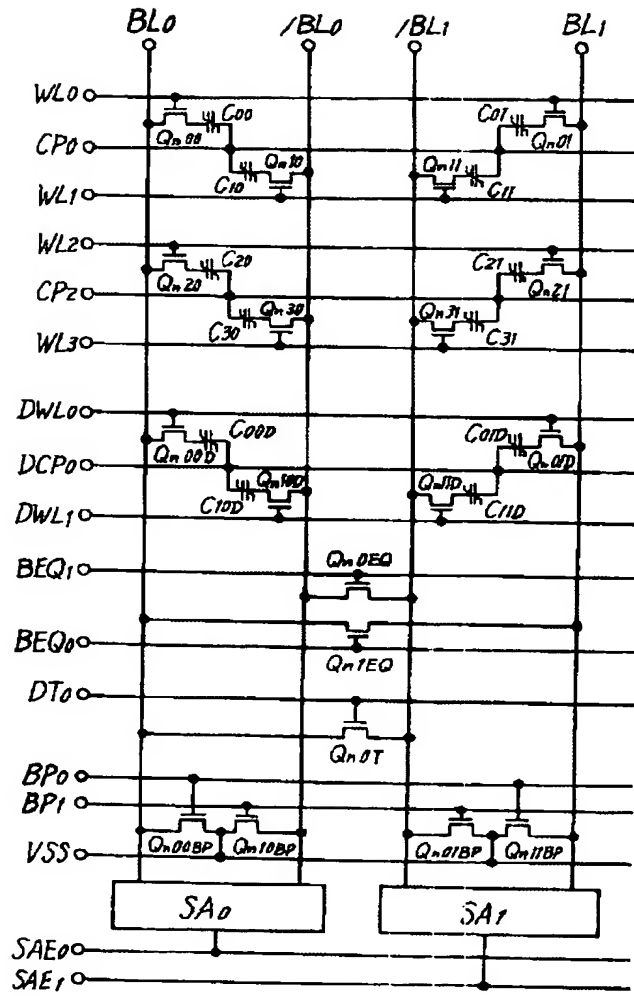 BL0 /BL0 /BL1 BL1
WL0
C00 C01
Qn00 Qn01
CP0
Qn10 Qn11
C10 C11
WL1
WL2
C20 C21
Qn20 Qn21
CP2
Qn30 Qn31
C30 C31
WL3
DWL0
C00D C01D
Qn00D Qn01D
DCP0
Qn10D Qn11D
C10D C11D
DWL1
Qn0EQ
BEQ1
BEQ0
Qn1EQ
DT0
Qn0T
BP0
BP1
Qn00BP Qn10BP Qn01BP Qn11BP
VSS
SA0 SA1
SAE0
SAE1